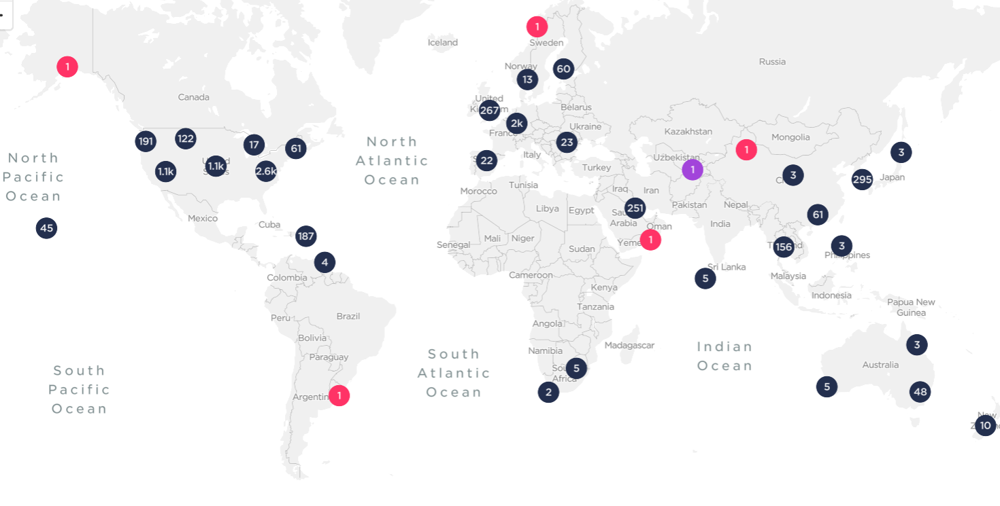 1
Sweden
Iceland
Russia
1
Norway
60
13
Canada
United
Kingdom
267
Belarus
2k
Ukraine
France
Kazakhstan
Mongolia
191
122
17
61
North
Atlantic
Ocean
23
1
3
North
Pacific
Ocean
1.1k
1.1k
2.6k
22
Italy
Turkey
Uzbekistan
1
3
295
Japan
Morocco
Tunisia
Iraq
Iran
Pakistan
Nepal
Libya
Egypt
251
Arabia
Oman
India
61
Mexico
Cuba
45
187
Senegal
Mali
Niger
Sudan
1
156
3
Philippines
4
Sri Lanka
5
Colombia
Cameroon
Kenya
Malaysia
Indonesia
Papua New
Guinea
Peru
Brazil
Tanzania
Angola
Bolivia
Madagascar
Namibia
Paraguay
South
Atlantic
Ocean
Indian
Ocean
3
Australia
South
Pacific
Ocean
5
Africa
2
5
48
Argentin
1
New
10